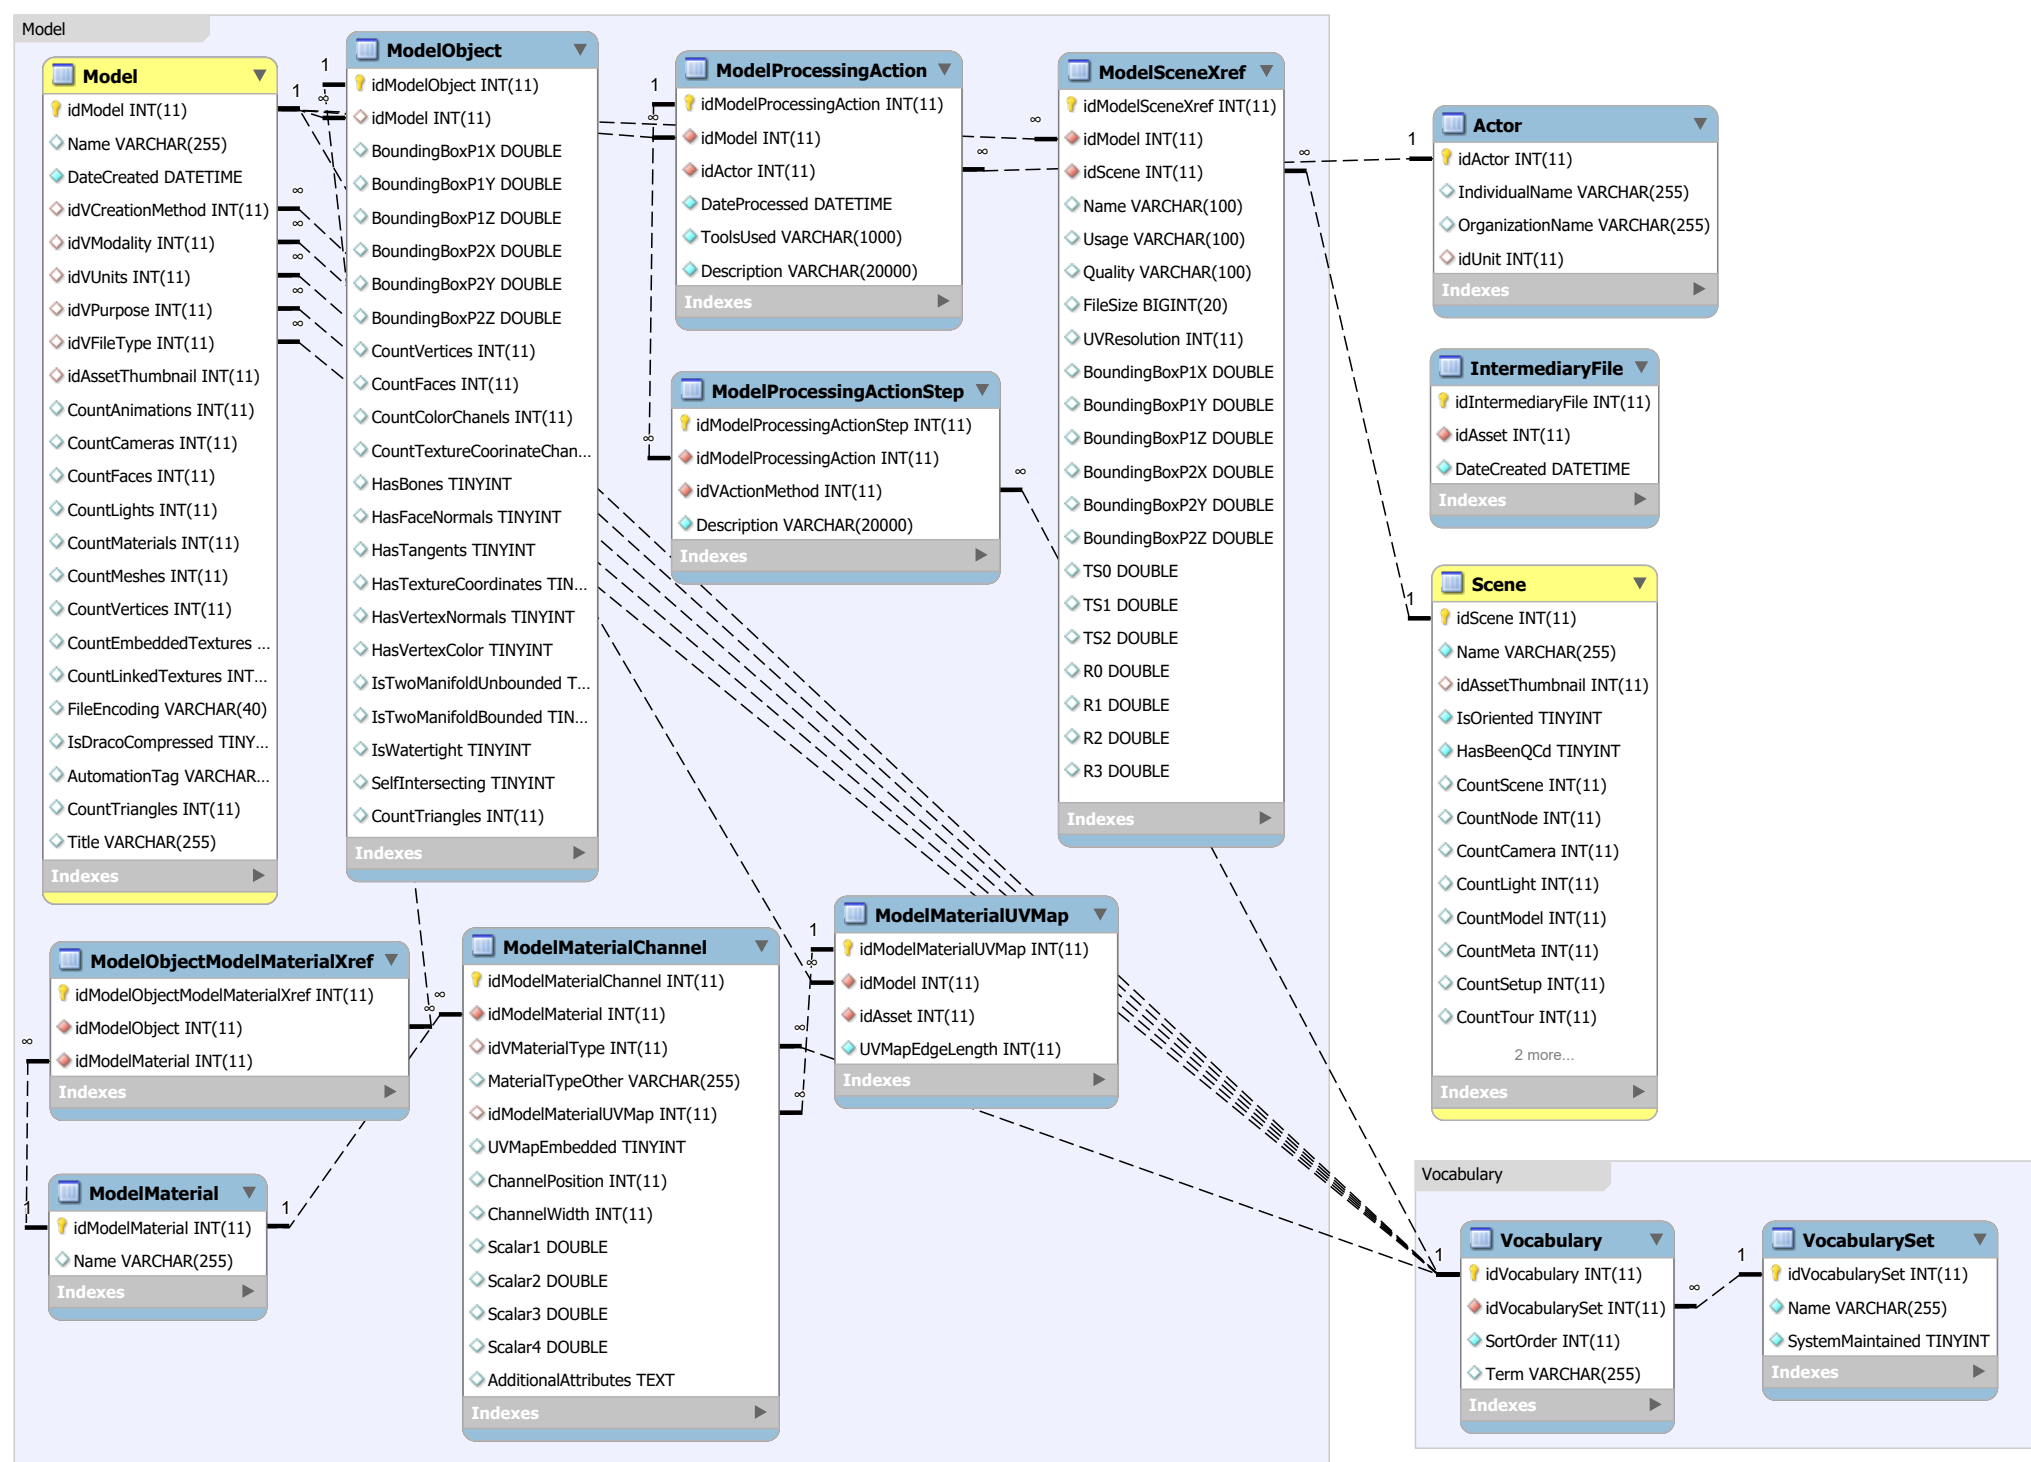 Model
Model
idModel INT(11)
Name VARCHAR(255)
DateCreated DATETIME
idVCreationMethod INT(11)
idVModality INT(11)
idVUnits INT(11)
idVPurpose INT(11)
idVFileType INT(11)
idAssetThumbnail INT(11)
CountAnimations INT(11)
CountCameras INT(11)
CountFaces INT(11)
CountLights INT(11)
CountMaterials INT(11)
CountMeshes INT(11)
CountVertices INT(11)
CountEmbeddedTextures ...
CountLinkedTextures INT...
FileEncoding VARCHAR(40)
IsDracoCompressed TINY...
AutomationTag VARCHAR...
CountTriangles INT(11)
Title VARCHAR(255)
Indexes
1
∞
∞
∞
∞
∞
1
∞
ModelObject
idModelObject INT(11)
idModel INT(11)
BoundingBoxP1X DOUBLE
BoundingBoxP1Y DOUBLE
BoundingBoxP1Z DOUBLE
BoundingBoxP2X DOUBLE
BoundingBoxP2Y DOUBLE
BoundingBoxP2Z DOUBLE
CountVertices INT(11)
CountFaces INT(11)
CountColorChanels INT(11)
CountTextureCoorinateChan...
HasBones TINYINT
HasFaceNormals TINYINT
HasTangents TINYINT
HasTextureCoordinates TIN...
HasVertexNormals TINYINT
HasVertexColor TINYINT
IsTwoManifoldUnbounded T...
IsTwoManifoldBounded TIN...
IsWatertight TINYINT
SelfIntersecting TINYINT
CountTriangles INT(11)
Indexes
1
∞
ModelProcessingAction
idModelProcessingAction INT(11)
idModel INT(11)
idActor INT(11)
DateProcessed DATETIME
ToolsUsed VARCHAR(1000)
Description VARCHAR(20000)
Indexes
∞
∞
ModelProcessingActionStep
idModelProcessingActionStep INT(11)
idModelProcessingAction INT(11)
idVActionMethod INT(11)
Description VARCHAR(20000)
Indexes
∞
∞
ModelSceneXref
idModelSceneXref INT(11)
idModel INT(11)
idScene INT(11)
Name VARCHAR(100)
Usage VARCHAR(100)
Quality VARCHAR(100)
FileSize BIGINT(20)
UVResolution INT(11)
BoundingBoxP1X DOUBLE
BoundingBoxP1Y DOUBLE
BoundingBoxP1Z DOUBLE
BoundingBoxP2X DOUBLE
BoundingBoxP2Y DOUBLE
BoundingBoxP2Z DOUBLE
TS0 DOUBLE
TS1 DOUBLE
TS2 DOUBLE
R0 DOUBLE
R1 DOUBLE
R2 DOUBLE
R3 DOUBLE
Indexes
∞
1
Actor
idActor INT(11)
IndividualName VARCHAR(255)
OrganizationName VARCHAR(255)
idUnit INT(11)
Indexes
IntermediaryFile
idIntermediaryFile INT(11)
idAsset INT(11)
DateCreated DATETIME
Indexes
1
Scene
idScene INT(11)
Name VARCHAR(255)
idAssetThumbnail INT(11)
IsOriented TINYINT
HasBeenQCd TINYINT
CountScene INT(11)
CountNode INT(11)
CountCamera INT(11)
CountLight INT(11)
CountModel INT(11)
CountMeta INT(11)
CountSetup INT(11)
CountTour INT(11)
2 more...
Indexes
ModelObjectModelMaterialXref
idModelObjectModelMaterialXref INT(11)
idModelObject INT(11)
idModelMaterial INT(11)
Indexes
∞
∞
1
ModelMaterial
idModelMaterial INT(11)
Name VARCHAR(255)
Indexes
1
∞
ModelMaterialChannel
idModelMaterialChannel INT(11)
idModelMaterial INT(11)
idVMaterialType INT(11)
MaterialTypeOther VARCHAR(255)
idModelMaterialUVMap INT(11)
UVMapEmbedded TINYINT
ChannelPosition INT(11)
ChannelWidth INT(11)
Scalar1 DOUBLE
Scalar2 DOUBLE
Scalar3 DOUBLE
Scalar4 DOUBLE
AdditionalAttributes TEXT
Indexes
∞
∞
1
∞
ModelMaterialUVMap
idModelMaterialUVMap INT(11)
idModel INT(11)
idAsset INT(11)
UVMapEdgeLength INT(11)
Indexes
Vocabulary
1
Vocabulary
idVocabulary INT(11)
idVocabularySet INT(11)
SortOrder INT(11)
Term VARCHAR(255)
Indexes
∞
1
VocabularySet
idVocabularySet INT(11)
Name VARCHAR(255)
SystemMaintained TINYINT
Indexes